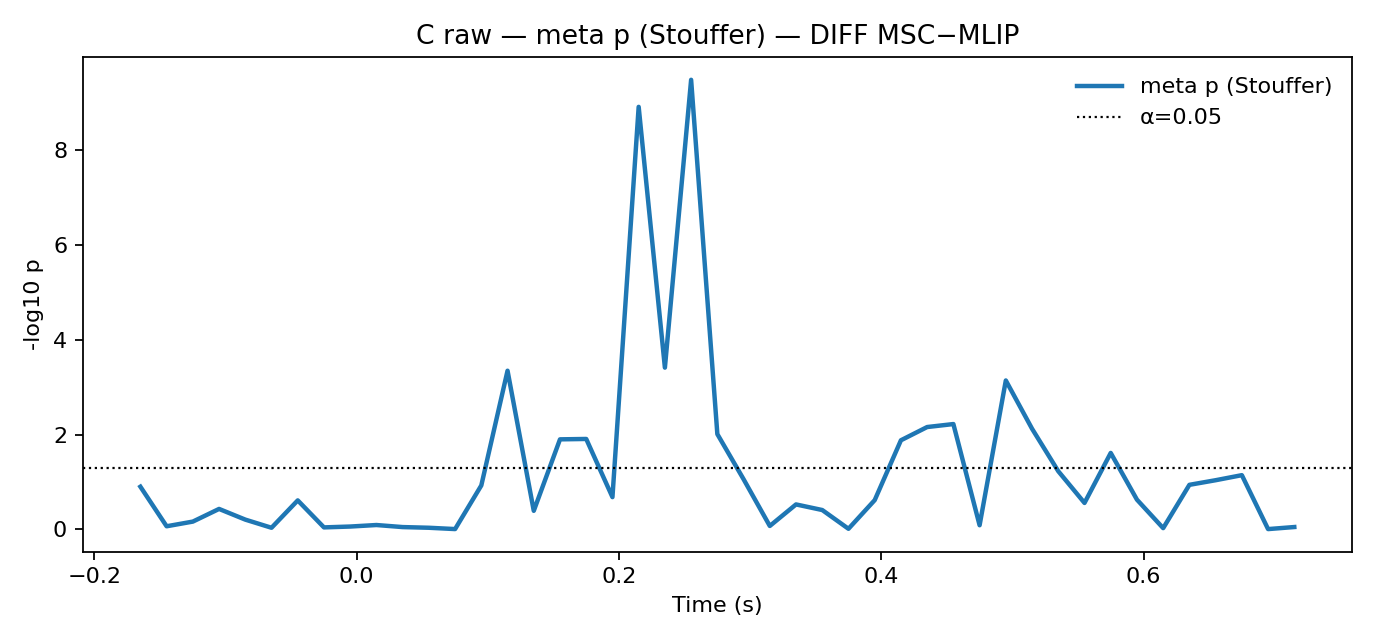 C raw — meta p (Stouffer) — DIFF MSC−MLIP
meta p (Stouffer)
α=0.05
8
6
4
2
0
-log10 p
−0.2
0.0
0.2
0.4
0.6
Time (s)